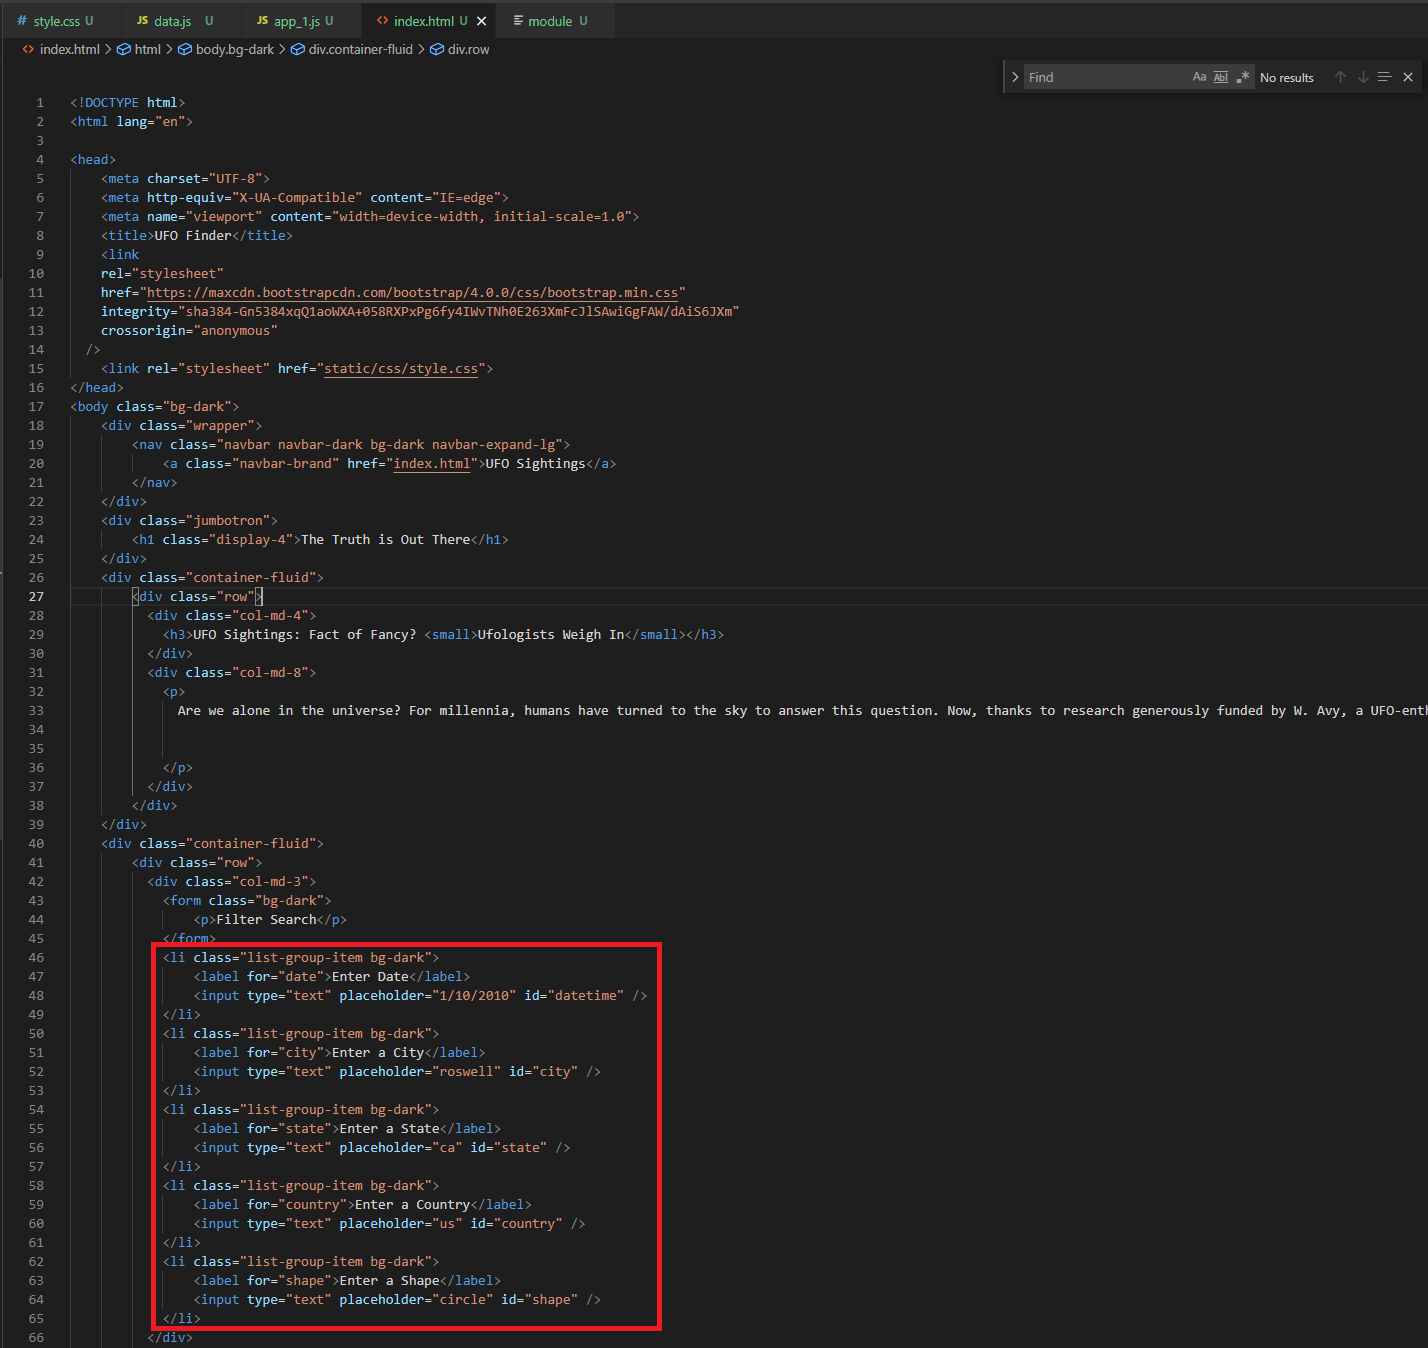 # style.css U
JS data.js U
JS app_1.js U
<> index.html U ×
module U
<> index.html > html > body.bg-dark > div.container-fluid > div.row
> Find Aa Abl .* No results
1 <!DOCTYPE html>
2 <html lang="en">
3
4 <head>
5 <meta charset="UTF-8">
6 <meta http-equiv="X-UA-Compatible" content="IE=edge">
7 <meta name="viewport" content="width=device-width, initial-scale=1.0">
8 <title>UFO Finder</title>
9 <link
10 rel="stylesheet"
11 href="https://maxcdn.bootstrapcdn.com/bootstrap/4.0.0/css/bootstrap.min.css"
12 integrity="sha384-Gn5384xqQ1aoWXA+058RXPxPg6fy4IWvTNh0E263XmFcJlSAwiGgFAW/dAiS6JXm"
13 crossorigin="anonymous"
14 />
15 <link rel="stylesheet" href="static/css/style.css">
16 </head>
17 <body class="bg-dark">
18 <div class="wrapper">
19 <nav class="navbar navbar-dark bg-dark navbar-expand-lg">
20 <a class="navbar-brand" href="index.html">UFO Sightings</a>
21 </nav>
22 </div>
23 <div class="jumbotron">
24 <h1 class="display-4">The Truth is Out There</h1>
25 </div>
26 <div class="container-fluid">
27 <div class="row">
28 <div class="col-md-4">
29 <h3>UFO Sightings: Fact of Fancy? <small>Ufologists Weigh In</small></h3>
30 </div>
31 <div class="col-md-8">
32 <p>
33 Are we alone in the universe? For millennia, humans have turned to the sky to answer this question. Now, thanks to research generously funded by W. Avy, a UFO-enth
34
35
36 </p>
37 </div>
38 </div>
39 </div>
40 <div class="container-fluid">
41 <div class="row">
42 <div class="col-md-3">
43 <form class="bg-dark">
44 <p>Filter Search</p>
45 </form>
46 <li class="list-group-item bg-dark">
47 <label for="date">Enter Date</label>
48 <input type="text" placeholder="1/10/2010" id="datetime" />
49 </li>
50 <li class="list-group-item bg-dark">
51 <label for="city">Enter a City</label>
52 <input type="text" placeholder="roswell" id="city" />
53 </li>
54 <li class="list-group-item bg-dark">
55 <label for="state">Enter a State</label>
56 <input type="text" placeholder="ca" id="state" />
57 </li>
58 <li class="list-group-item bg-dark">
59 <label for="country">Enter a Country</label>
60 <input type="text" placeholder="us" id="country" />
61 </li>
62 <li class="list-group-item bg-dark">
63 <label for="shape">Enter a Shape</label>
64 <input type="text" placeholder="circle" id="shape" />
65 </li>
66 </div>